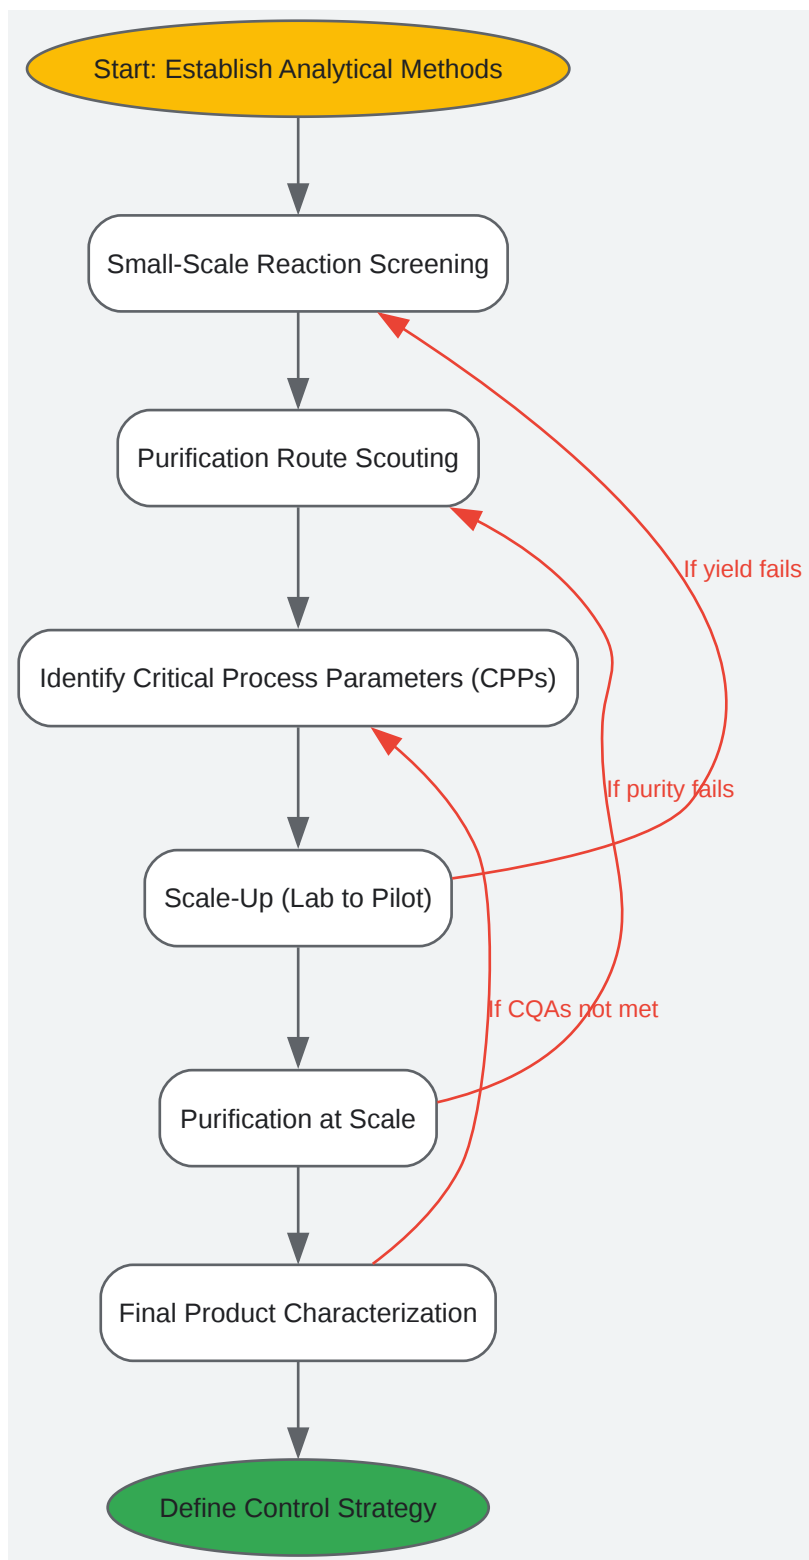 Start: Establish Analytical Methods
Small-Scale Reaction Screening
Purification Route Scouting
If yield fails
Identify Critical Process Parameters (CPPs)
If purity fails
Scale-Up (Lab to Pilot)
If CQAs not met
Purification at Scale
Final Product Characterization
Define Control Strategy